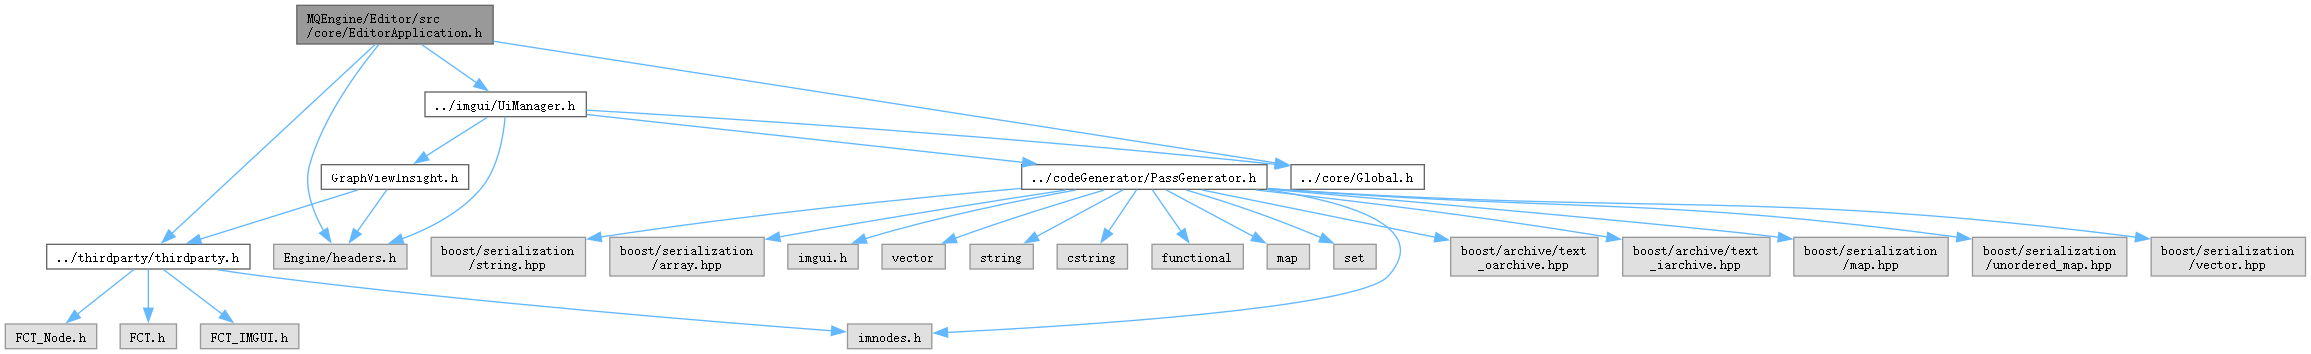 MQEngine/Editor/src
/core/EditorApplication.h
../imgui/UiManager.h
GraphViewInsight.h
../codeGenerator/PassGenerator.h
../core/Global.h
../thirdparty/thirdparty.h
Engine/headers.h
boost/serialization
/string.hpp
boost/serialization
/array.hpp
imgui.h
vector
string
cstring
functional
map
set
boost/archive/text
_oarchive.hpp
boost/archive/text
_iarchive.hpp
boost/serialization
/map.hpp
boost/serialization
/unordered_map.hpp
boost/serialization
/vector.hpp
FCT_Node.h
FCT.h
FCT_IMGUI.h
imnodes.h